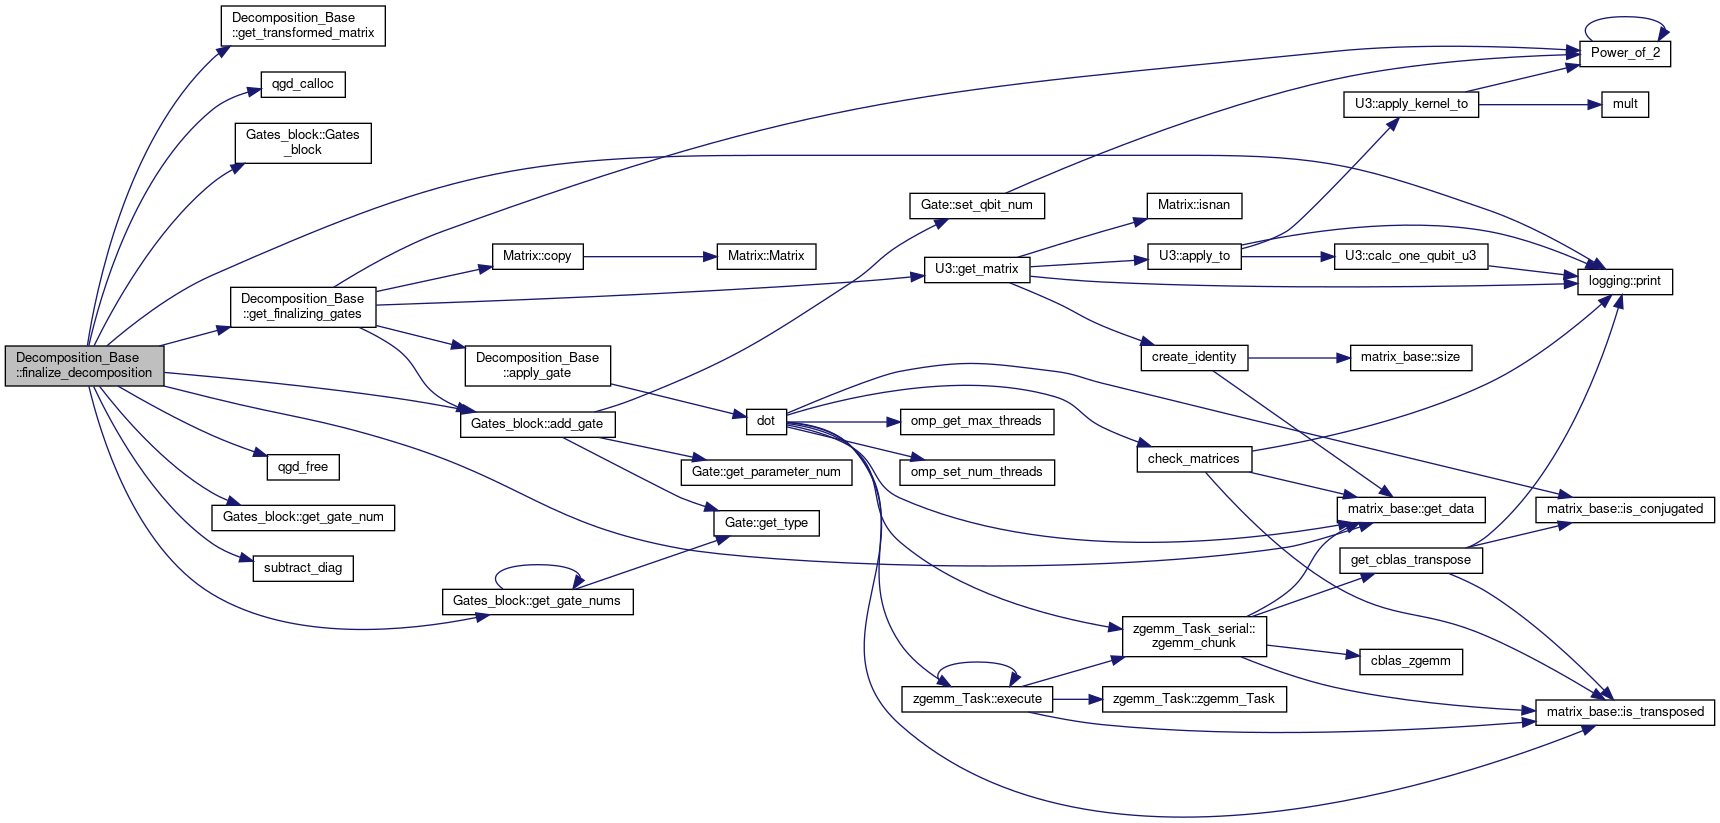 Decomposition_Base
::finalize_decomposition
Decomposition_Base
::get_transformed_matrix
qgd_calloc
Gates_block::Gates
_block
Decomposition_Base
::get_finalizing_gates
Gates_block::add_gate
qgd_free
Gates_block::get_gate_num
subtract_diag
Gates_block::get_gate_nums
Matrix::copy
Matrix::Matrix
Decomposition_Base
::apply_gate
Gate::get_parameter_num
Gate::get_type
dot
Gate::set_qbit_num
U3::get_matrix
omp_get_max_threads
omp_set_num_threads
zgemm_Task::execute
Matrix::isnan
U3::apply_to
create_identity
check_matrices
zgemm_Task_serial::
zgemm_chunk
zgemm_Task::zgemm_Task
U3::apply_kernel_to
U3::calc_one_qubit_u3
matrix_base::size
matrix_base::get_data
get_cblas_transpose
cblas_zgemm
Power_of_2
mult
logging::print
matrix_base::is_conjugated
matrix_base::is_transposed